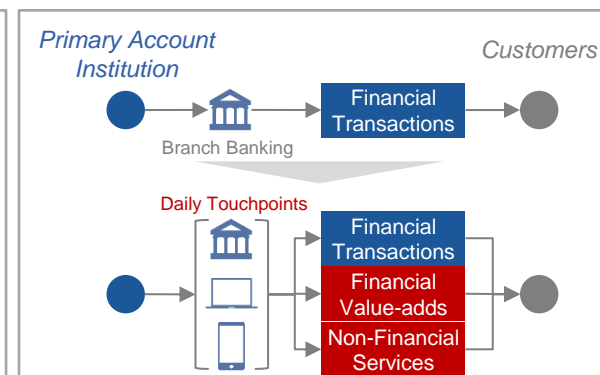 Primary Account
Institution
Customers
Financial
Transactions
Branch Banking
Daily Touchpoints
Financial
Transactions
Financial
Value-adds
Non-Financial
Services